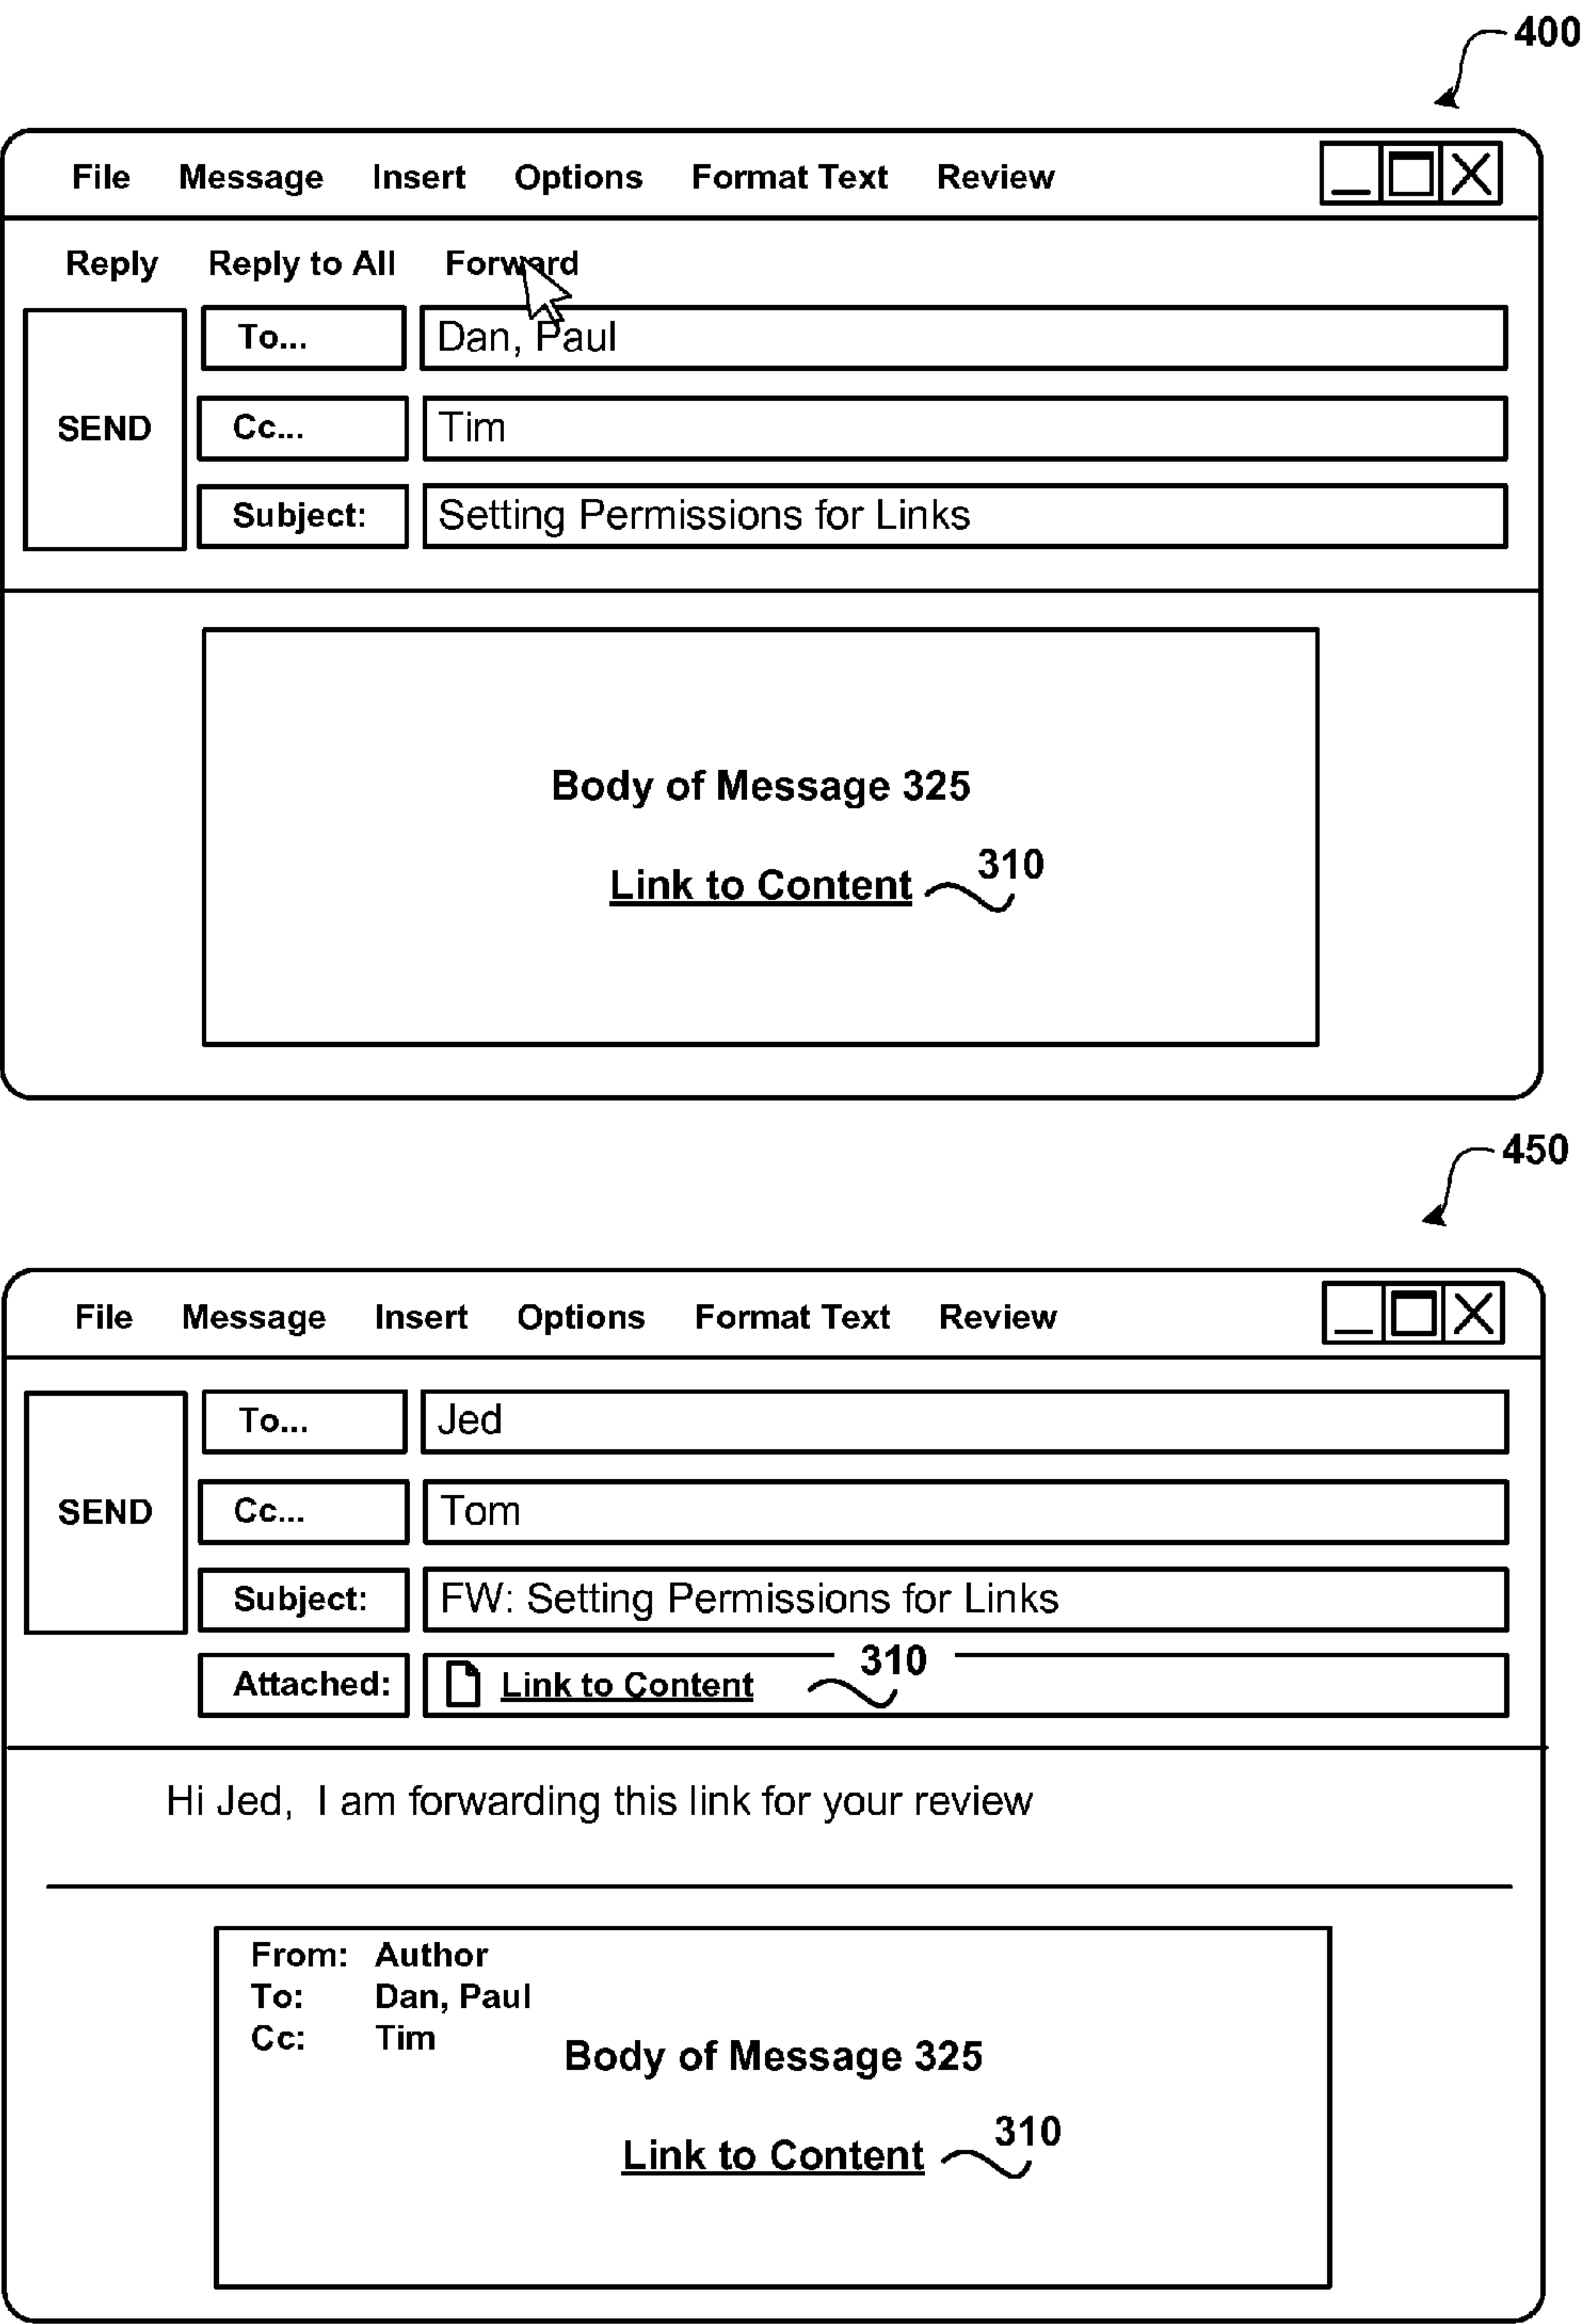 400
File Message Insert Options Format Text Review
Reply Reply to All Forward
To... Dan, Paul
SEND Cc... Tim
Subject: Setting Permissions for Links
Body of Message 325
310
Link to Content
450
File Message Insert Options Format Text Review
To... Jed
SEND Cc... Tom
Subject: FW: Setting Permissions for Links
310
Attached: Link to Content
Hi Jed, I am forwarding this link for your review
From: Author
To: Dan, Paul
Cc: Tim
Body of Message 325
310
Link to Content